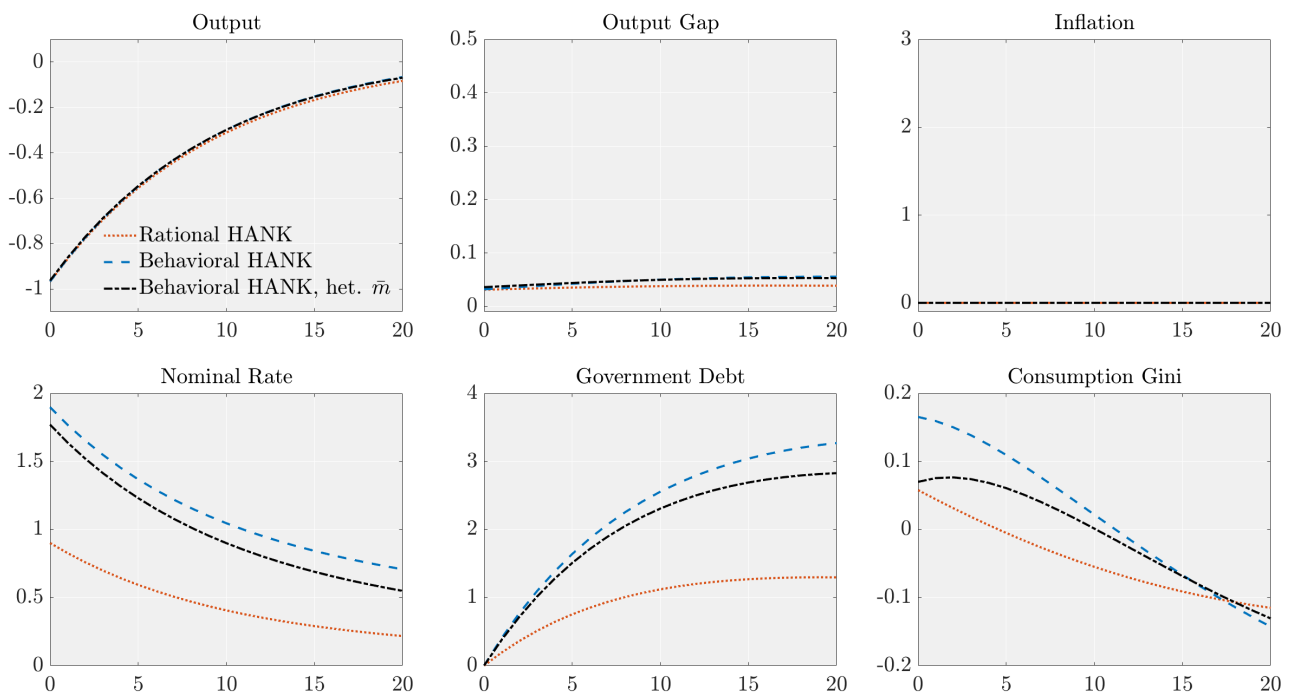 Output
0
-0.2
-0.4
-0.6
-0.8
-1
0 5 10 15 20
Rational HANK
Behavioral HANK
Behavioral HANK, het. m̄
Output Gap
0.5
0.4
0.3
0.2
0.1
0
0 5 10 15 20
Inflation
3
2
1
0
0 5 10 15 20
Nominal Rate
2
1.5
1
0.5
0
0 5 10 15 20
Government Debt
4
3
2
1
0
0 5 10 15 20
Consumption Gini
0.2
0.1
0
-0.1
-0.2
0 5 10 15 20